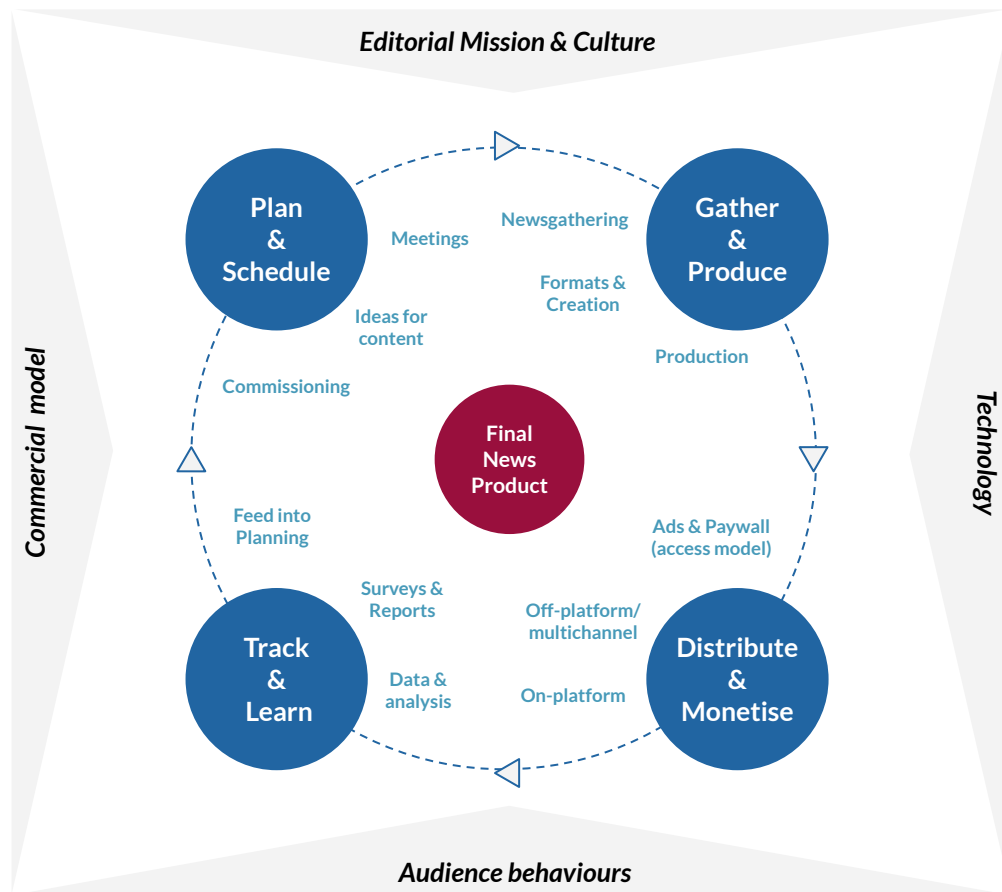 Editorial Mission & Culture
Plan
&
Schedule
Meetings
Newsgathering
Gather
&
Produce
Ideas for
content
Formats &
Creation
Commissioning
Production
Commercial model
Final
News
Product
Technology
Feed into
Planning
Ads & Paywall
(access model)
Surveys &
Reports
Off-platform/
multichannel
Track
&
Learn
Data &
analysis
On-platform
Distribute
&
Monetise
Audience behaviours